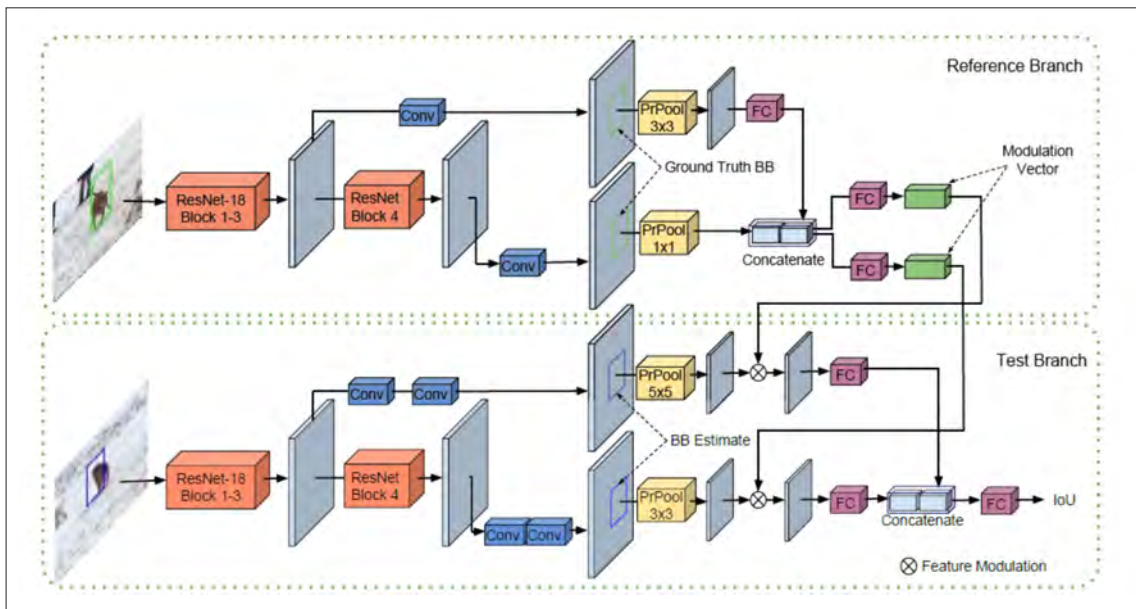 Reference Branch
Conv
PrPool
3x3
FC
Ground Truth BB
Modulation
Vector
ResNet-18
Block 1-3
ResNet
Block 4
FC
PrPool
1x1
Concatenate
Conv
FC
Test Branch
Conv
Conv
PrPool
5x5
FC
BB Estimate
ResNet-18
Block 1-3
ResNet
Block 4
PrPool
3x3
FC
FC
IoU
Concatenate
Conv
Conv
Feature Modulation